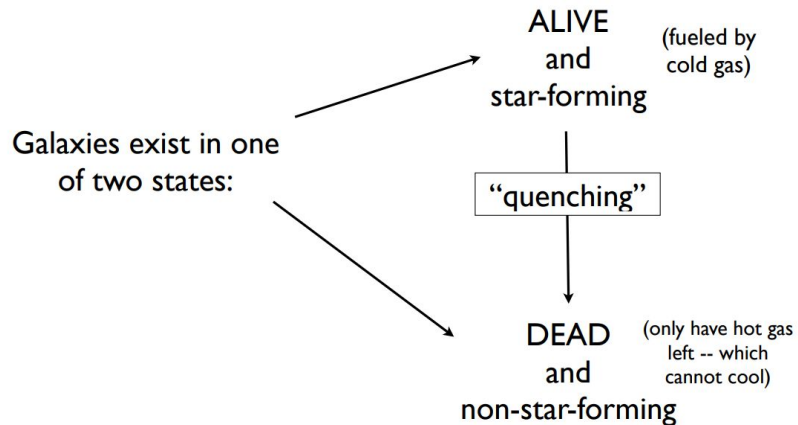 Galaxies exist in one
of two states:
ALIVE
and
star-forming
(fueled by
cold gas)
“quenching”
DEAD
and
non-star-forming
(only have hot gas
left -- which
cannot cool)